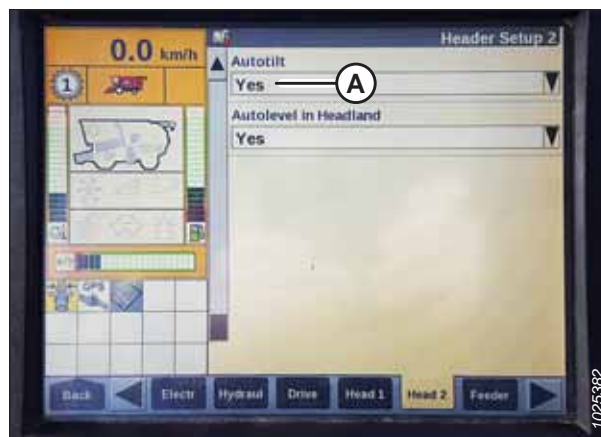 0.0 km/h
Header Setup 2
1
Autotilt
Yes
A
Autolevel in Headland
Yes
Back
Electr
Hydraul
Drive
Head 1
Head 2
Feeder
1025382